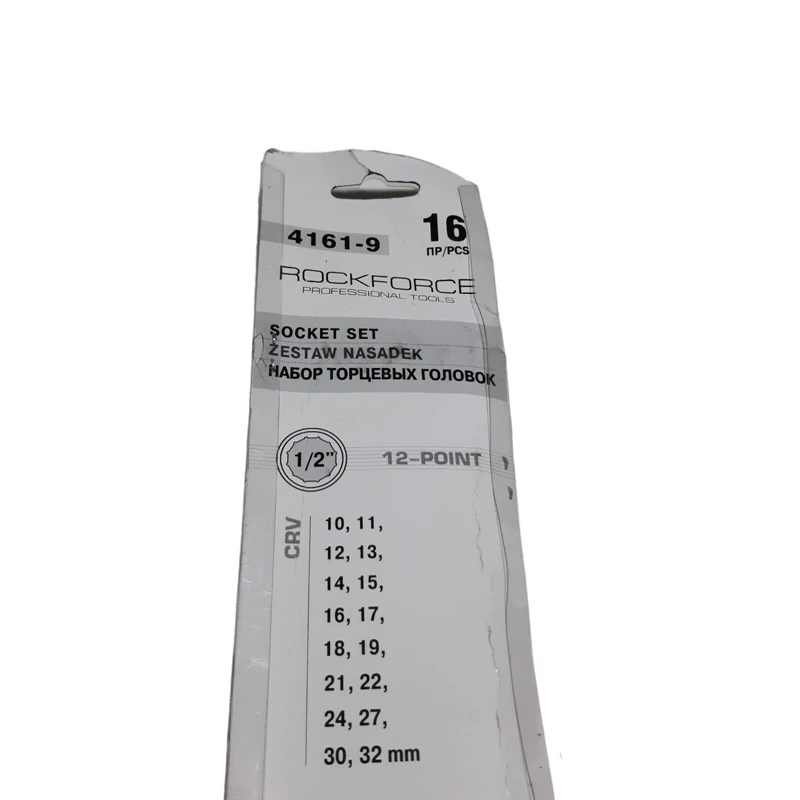 4161-9
16
ПР/PCS
ROCKFORCE
PROFESSIONAL TOOLS
SOCKET SET
ZESTAW NASADEK
НАБОР ТОРЦЕВЫХ ГОЛОВОК
1/2"
12-POINT
CRV
10, 11,
12, 13,
14, 15,
16, 17,
18, 19,
21, 22,
24, 27,
30, 32 mm